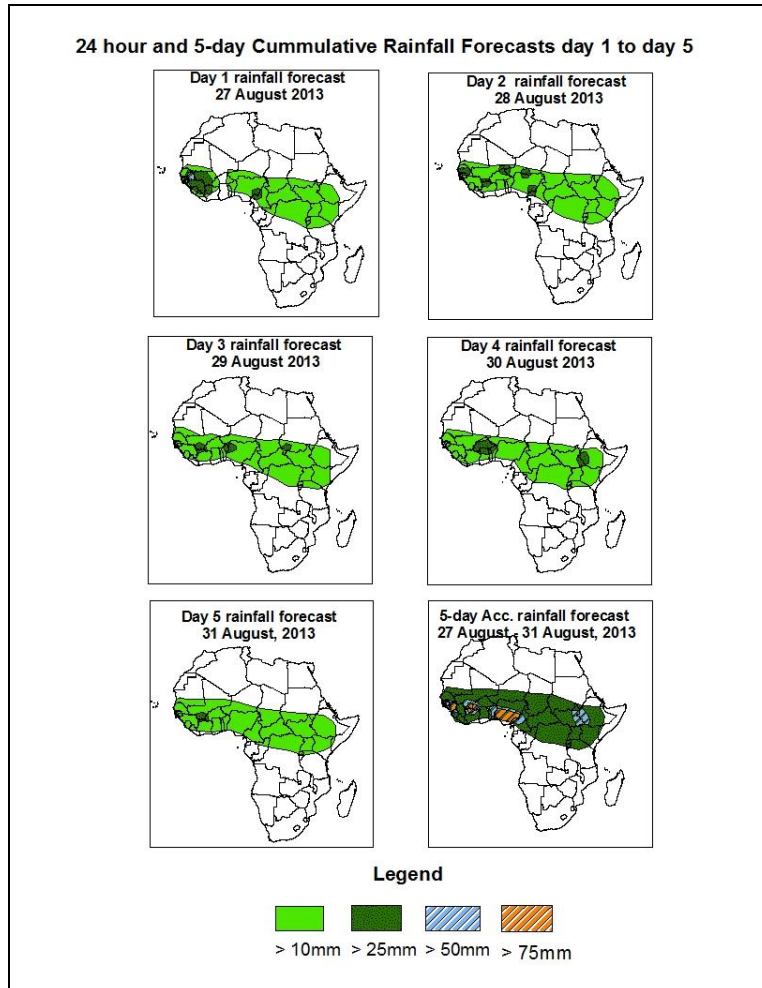 24 hour and 5-day Cummulative Rainfall Forecasts day 1 to day 5
Day 1 rainfall forecast
27 August 2013
Day 2 rainfall forecast
28 August 2013
Day 3 rainfall forecast
29 August 2013
Day 4 rainfall forecast
30 August 2013
Day 5 rainfall forecast
31 August, 2013
5-day Acc. rainfall forecast
27 August - 31 August, 2013
Legend
> 10mm > 25mm > 50mm > 75mm